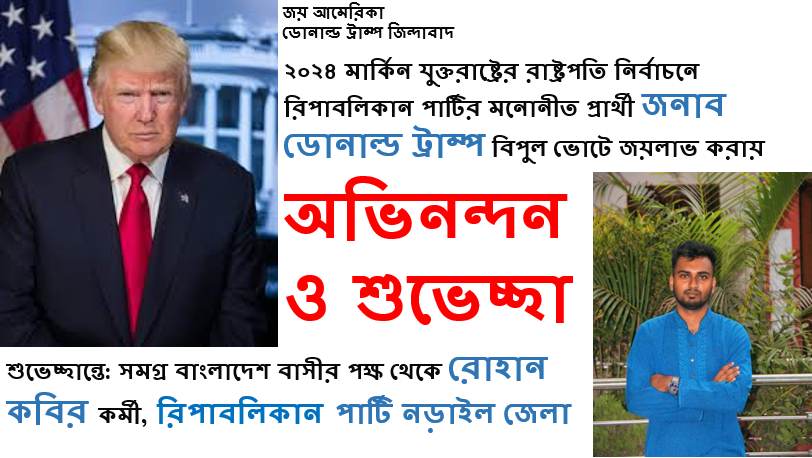 জয় আমেরিকা
ডোনাল্ড ট্রাম্প জিন্দাবাদ
২০২৪ মার্কিন যুক্তরাষ্ট্রের রাষ্ট্রপতি নির্বাচনে
রিপাবলিকান পার্টির মনোনীত প্রার্থী জনাব
ডোনাল্ড ট্রাম্প বিপুল ভোটে জয়লাভ করায়
অভিনন্দন
ও শুভেচ্ছা
শুভেচ্ছান্তে: সমগ্র বাংলাদেশ বাসীর পক্ষ থেকে রোহান
কবির কর্মী, রিপাবলিকান পার্টি নড়াইল জেলা